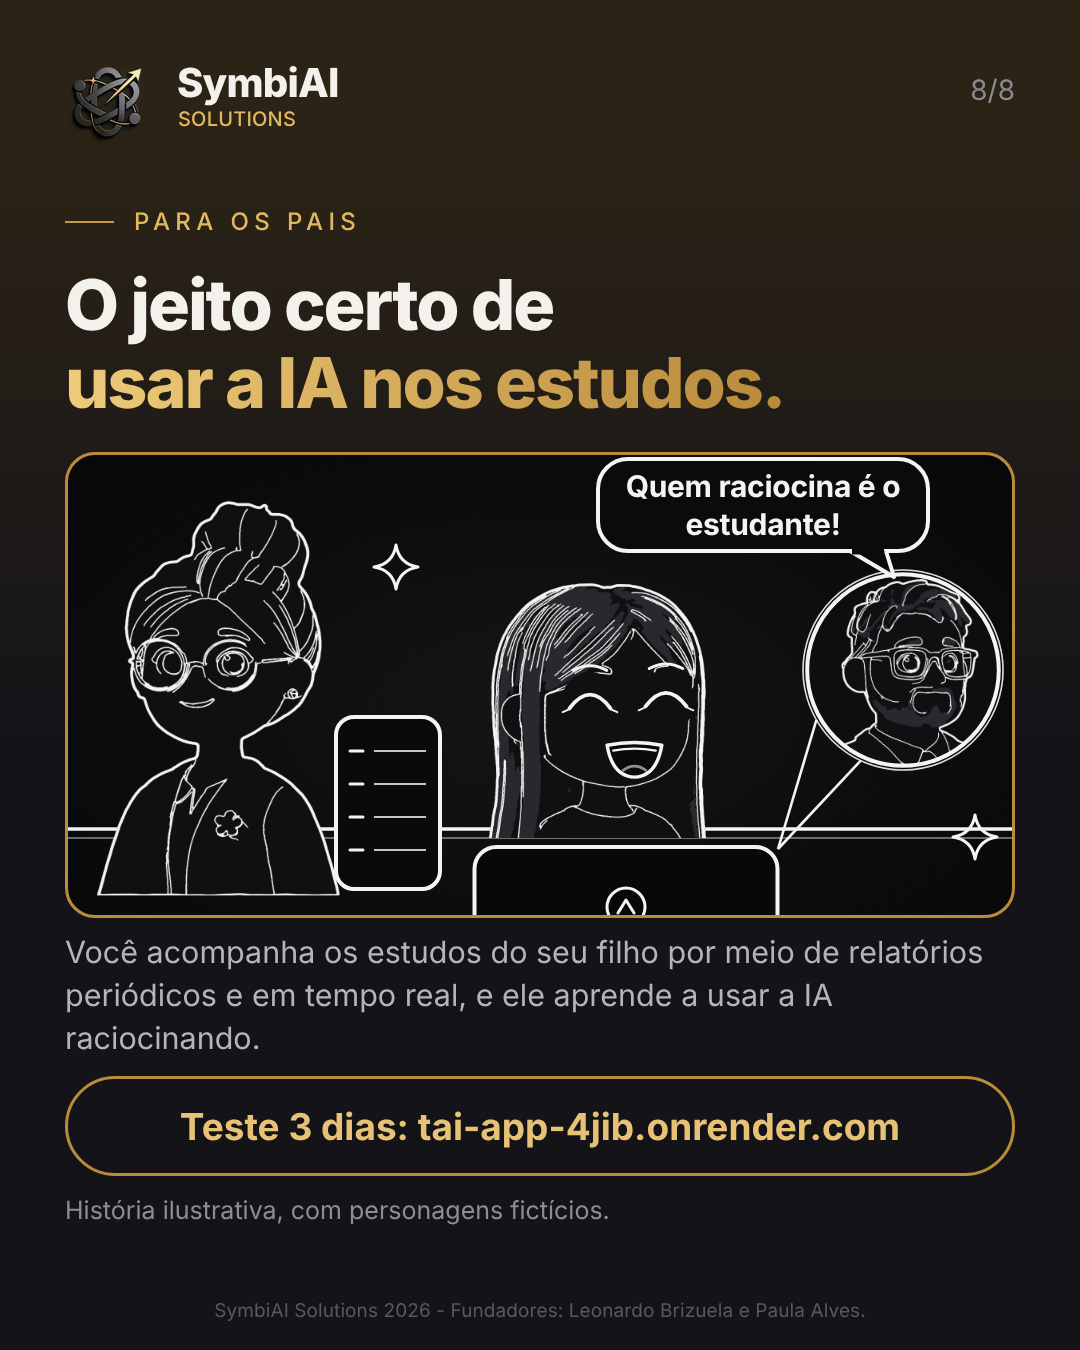 SymbiAI
SOLUTIONS
8/8
PARA OS PAIS
O jeito certo de
usar a IA nos estudos.
Quem raciocina é o
estudante!
Você acompanha os estudos do seu filho por meio de relatórios
periódicos e em tempo real, e ele aprende a usar a IA
raciocinando.
Teste 3 dias: tai-app-4jib.onrender.com
História ilustrativa, com personagens fictícios.
SymbiAI Solutions 2026 - Fundadores: Leonardo Brizuela e Paula Alves.